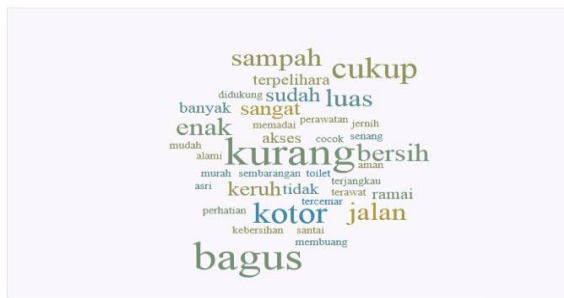 sampah cukup
terpelihara
didukung sudah luas
banyak sangat
enak memadai perawatan jernih
akses cocok senang
mudah kurang bersih
alami aman
murah sembarangan toilet
asri keruh tidak terjangkau
terawat ramai
tercemar
perhatian kotor jalan
kebersihan santai
membuang
bagus